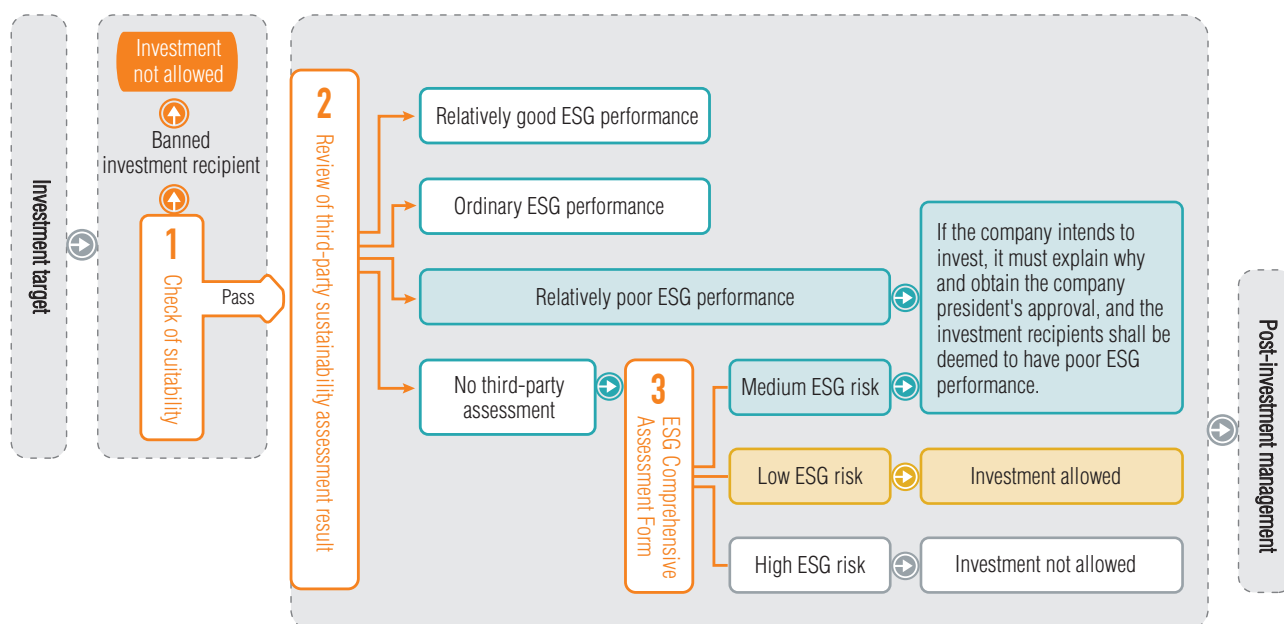 Investment target
Investment
not allowed
Banned
investment recipient
1
Check of suitability
Pass
2
Review of third-party sustainability assessment result
Relatively good ESG performance
Ordinary ESG performance
Relatively poor ESG performance
No third-party
assessment
3
ESG Comprehensive
Assessment Form
Medium ESG risk
If the company intends to
invest, it must explain why
and obtain the company
president's approval, and the
investment recipients shall be
deemed to have poor ESG
performance.
Low ESG risk
Investment allowed
High ESG risk
Investment not allowed
Post-investment management